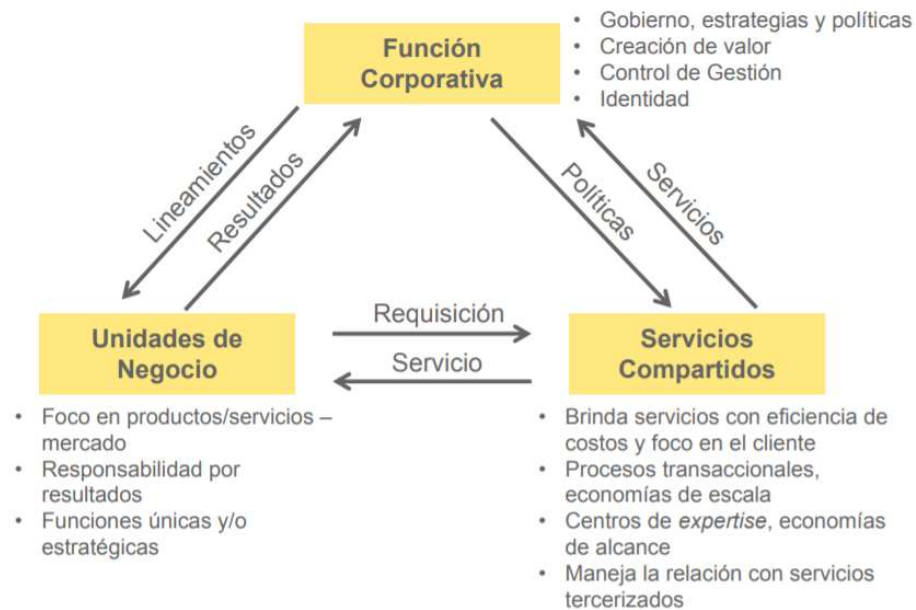 Función
Corporativa
• Gobierno, estrategias y políticas
• Creación de valor
• Control de Gestión
• Identidad
Lineamientos
Resultados
Políticas
Servicios
Unidades de
Negocio
Requisición
Servicio
Servicios
Compartidos
• Foco en productos/servicios –
mercado
• Responsabilidad por
resultados
• Funciones únicas y/o
estratégicas
• Brinda servicios con eficiencia de
costos y foco en el cliente
• Procesos transaccionales,
economías de escala
• Centros de expertise, economías
de alcance
• Maneja la relación con servicios
tercerizados